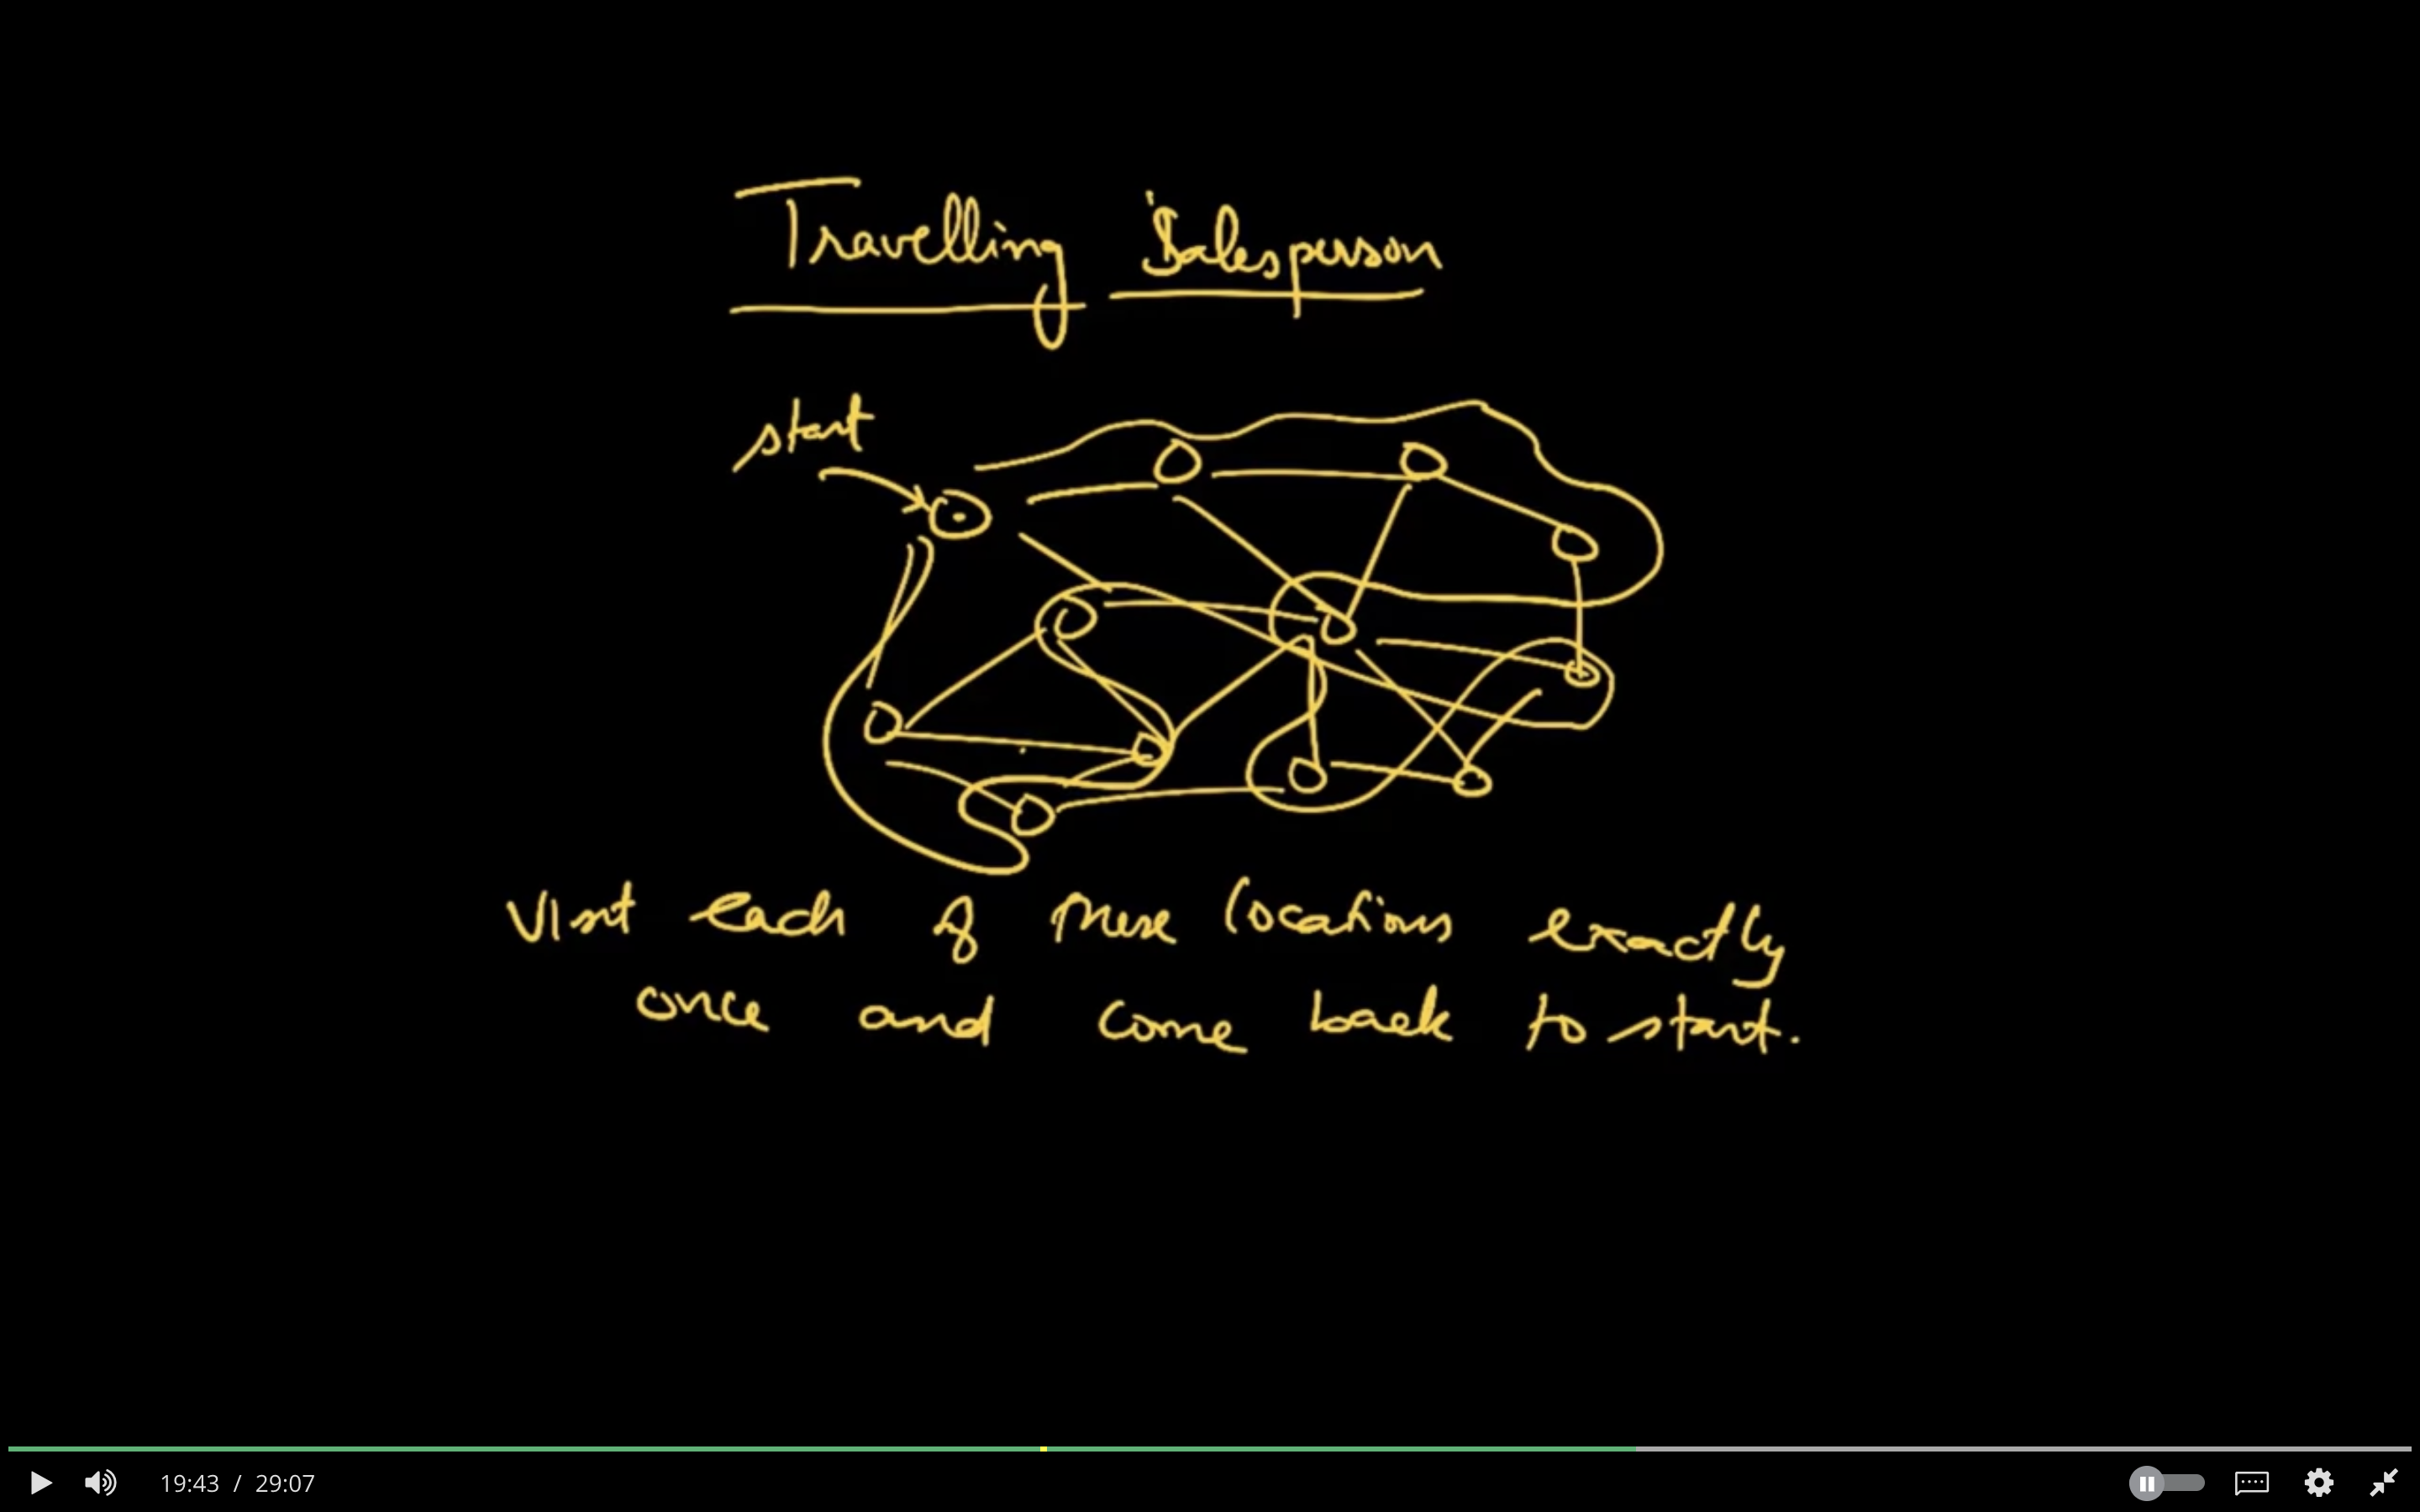 Travelling Salesperson
start
Visit each of these locations exactly
once and come back to start.
19:43 / 29:07